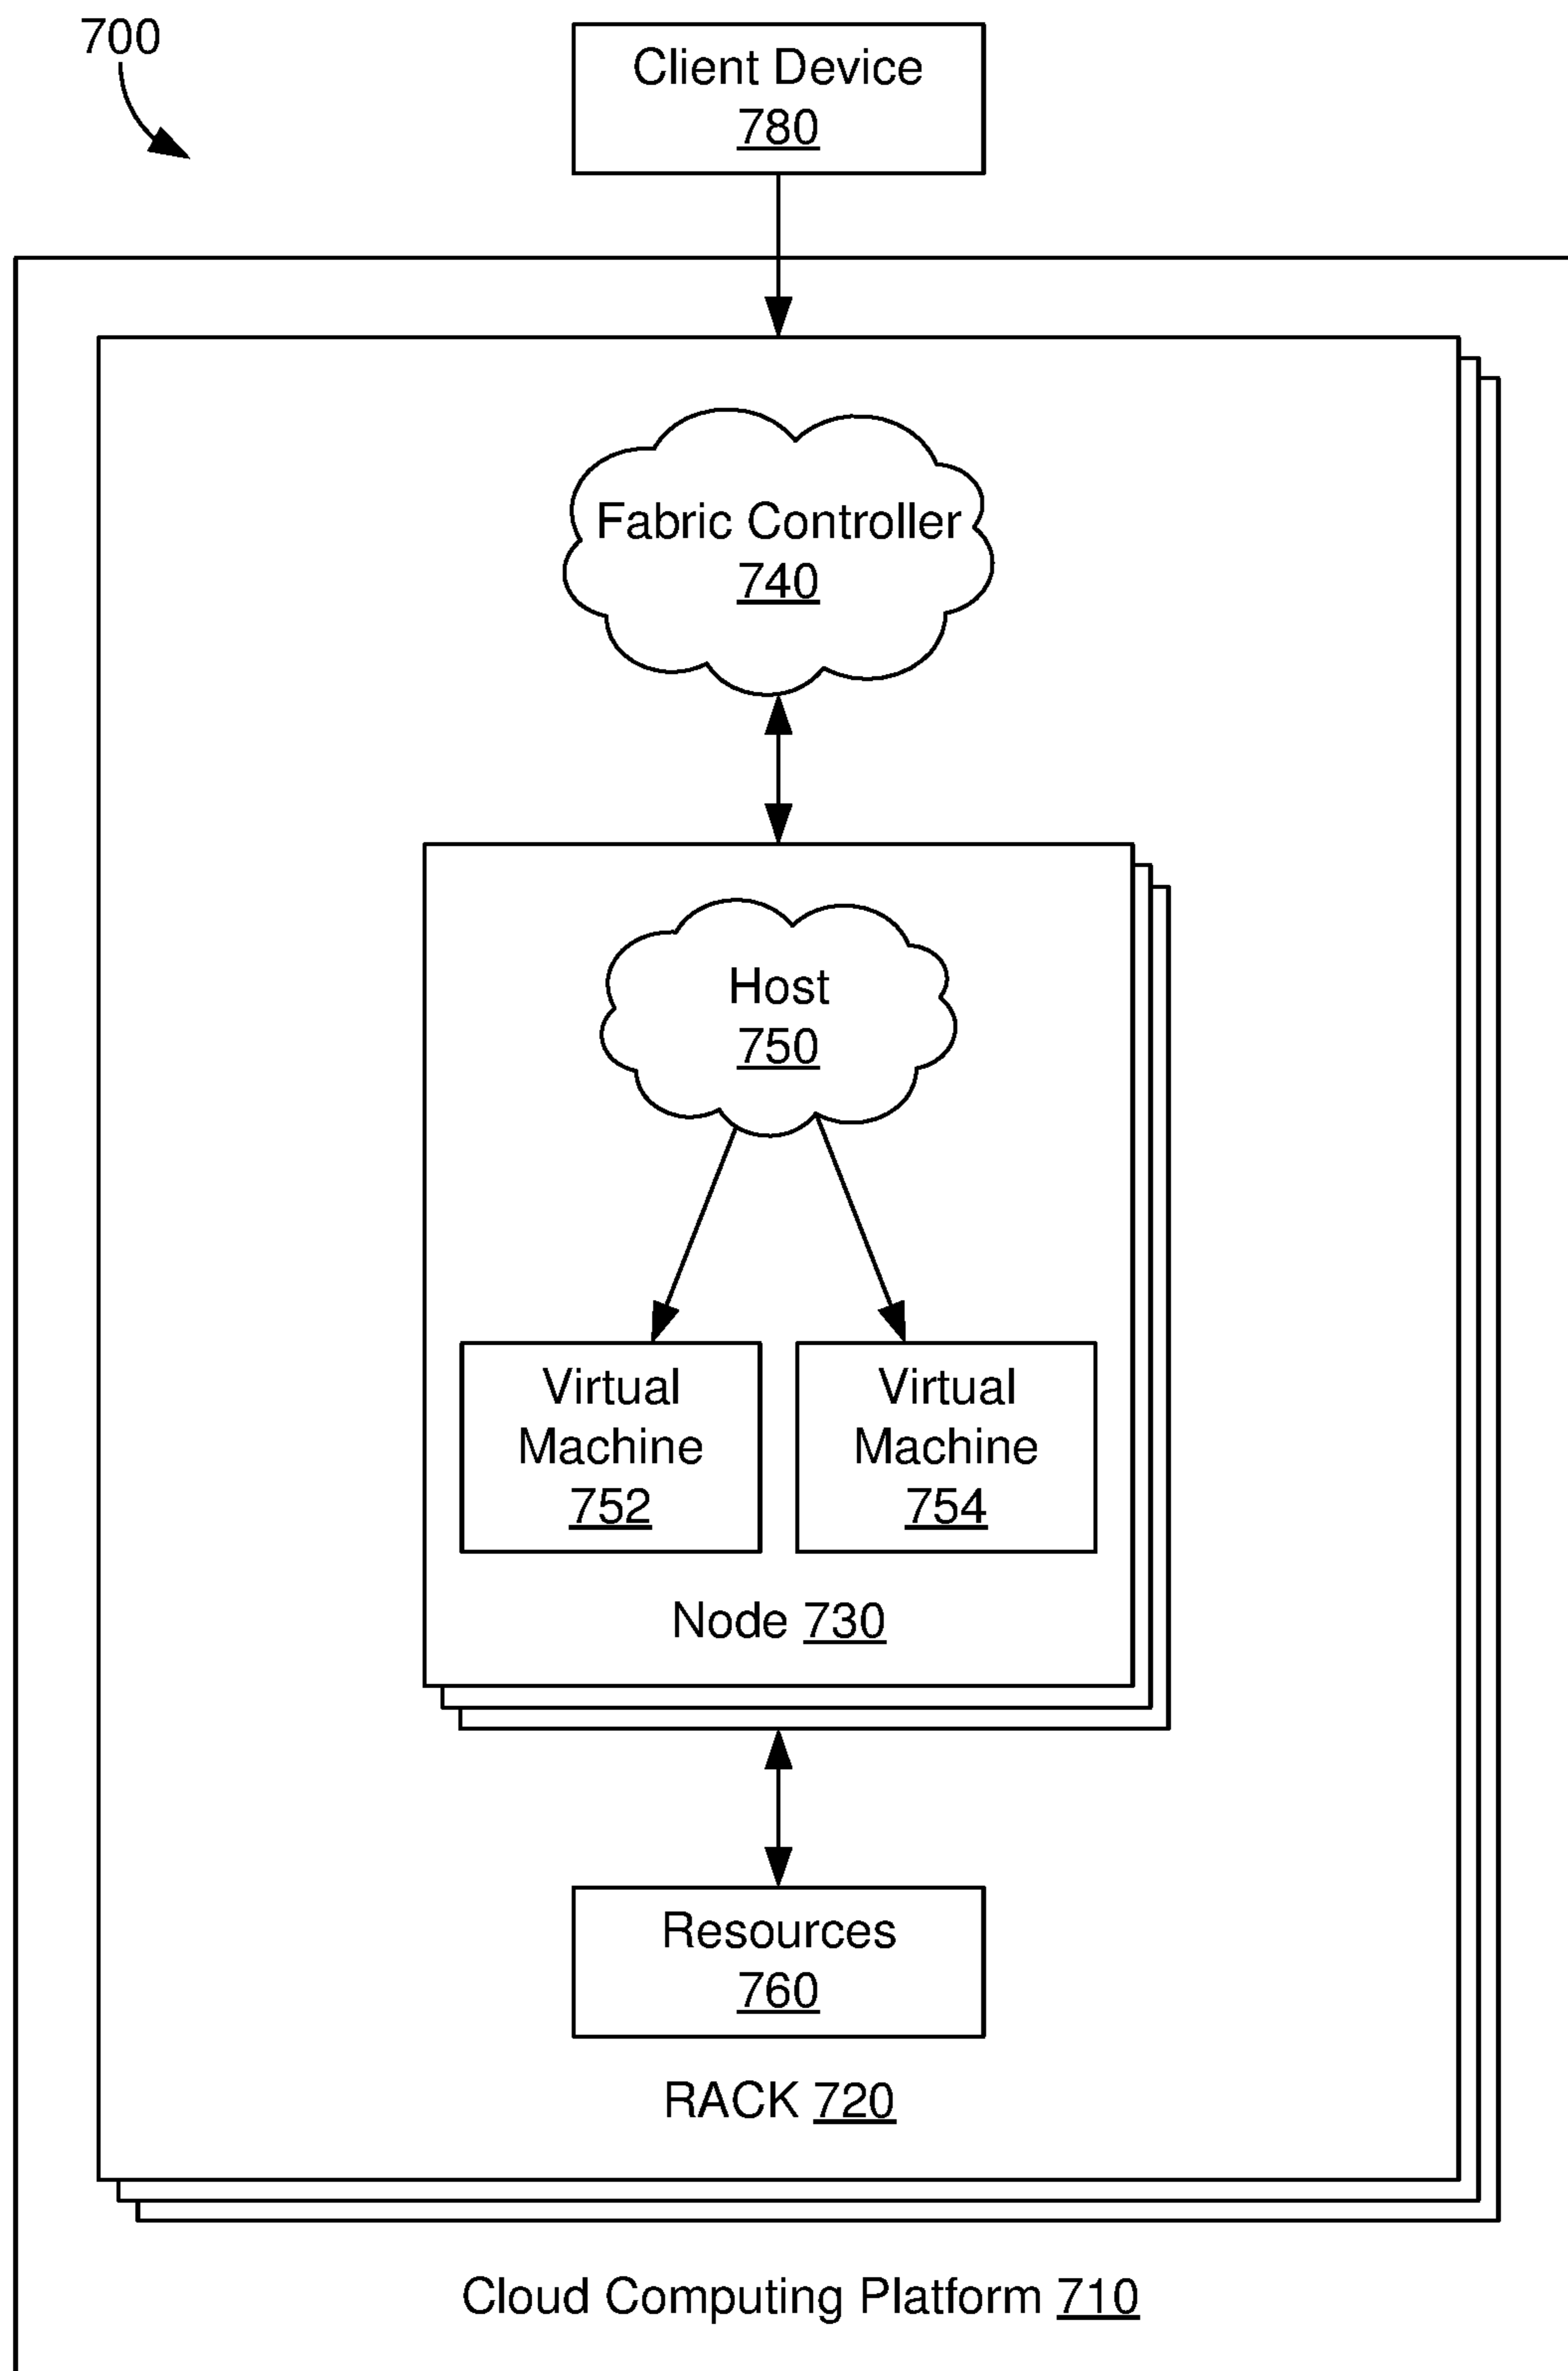 700
Client Device
780
Fabric Controller
740
Host
750
Virtual
Machine
752
Virtual
Machine
754
Node 730
Resources
760
RACK 720
Cloud Computing Platform 710